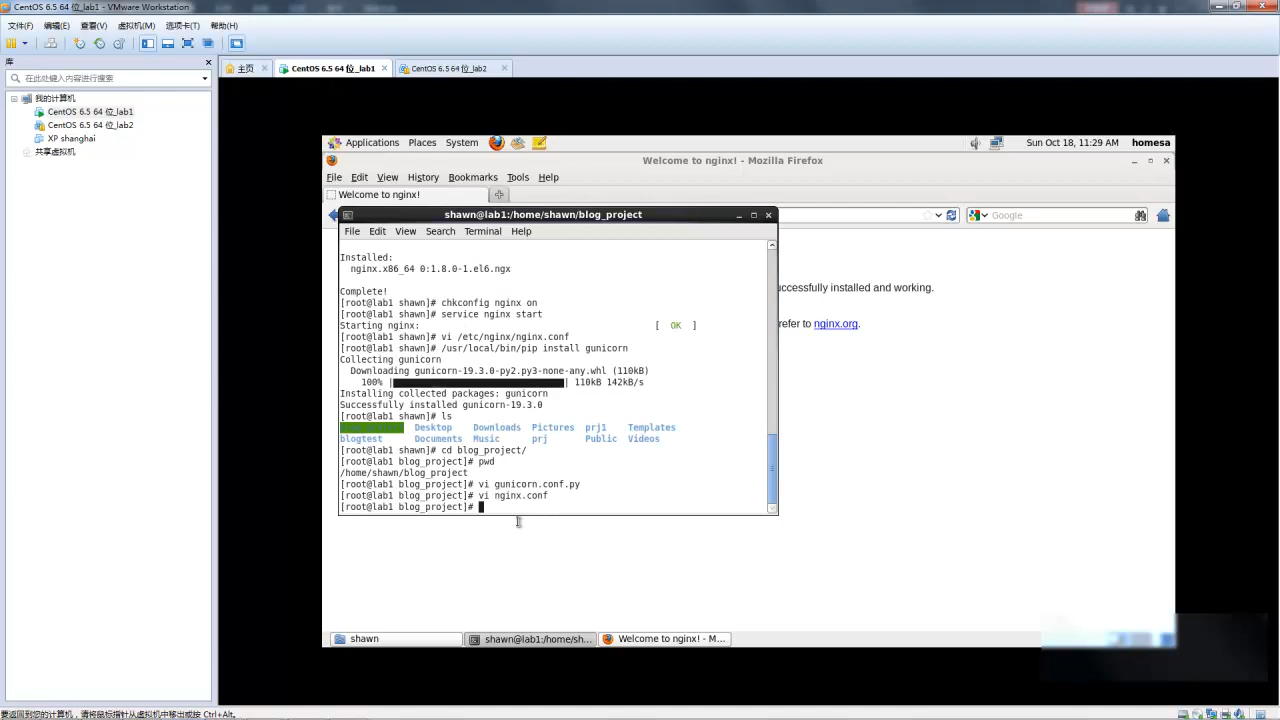 CentOS 6.5 64 位_lab1 - VMware Workstation
文件(F) 编辑(E) 查看(V) 虚拟机(M) 选项卡(T) 帮助(H)
库
在此处键入内容进行搜索
我的计算机
CentOS 6.5 64 位_lab1
CentOS 6.5 64 位_lab2
XP shanghai
共享虚拟机
主页 CentOS 6.5 64 位_lab1 CentOS 6.5 64 位_lab2
Applications Places System Sun Oct 18, 11:29 AM homesa
Welcome to nginx! - Mozilla Firefox
File Edit View History Bookmarks Tools Help
Welcome to nginx!
Google
shawn@lab1:/home/shawn/blog_project
File Edit View Search Terminal Help
Installed:
nginx.x86_64 0:1.8.0-1.el6.ngx
Complete!
[root@lab1 shawn]# chkconfig nginx on
[root@lab1 shawn]# service nginx start
Starting nginx: [ OK ]
[root@lab1 shawn]# vi /etc/nginx/nginx.conf
[root@lab1 shawn]# /usr/local/bin/pip install gunicorn
Collecting gunicorn
Downloading gunicorn-19.3.0-py2.py3-none-any.whl (110kB)
100% | | 110kB 142kB/s
Installing collected packages: gunicorn
Successfully installed gunicorn-19.3.0
[root@lab1 shawn]# ls
Desktop Downloads Pictures prj1 Templates
blogtest Documents Music prj Public Videos
[root@lab1 shawn]# cd blog_project/
[root@lab1 blog_project]# pwd
/home/shawn/blog_project
[root@lab1 blog_project]# vi gunicorn.conf.py
[root@lab1 blog_project]# vi nginx.conf
[root@lab1 blog_project]#
uccessfully installed and working.
refer to nginx.org.
shawn shawn@lab1:/home/sh... Welcome to nginx! - M...
要返回到您的计算机，请将鼠标指针从虚拟机中移出或按 Ctrl+Alt。